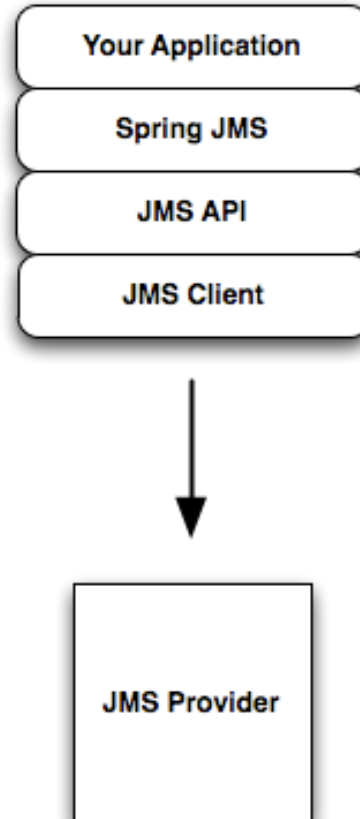 Your Application
Spring JMS
JMS API
JMS Client
JMS Provider